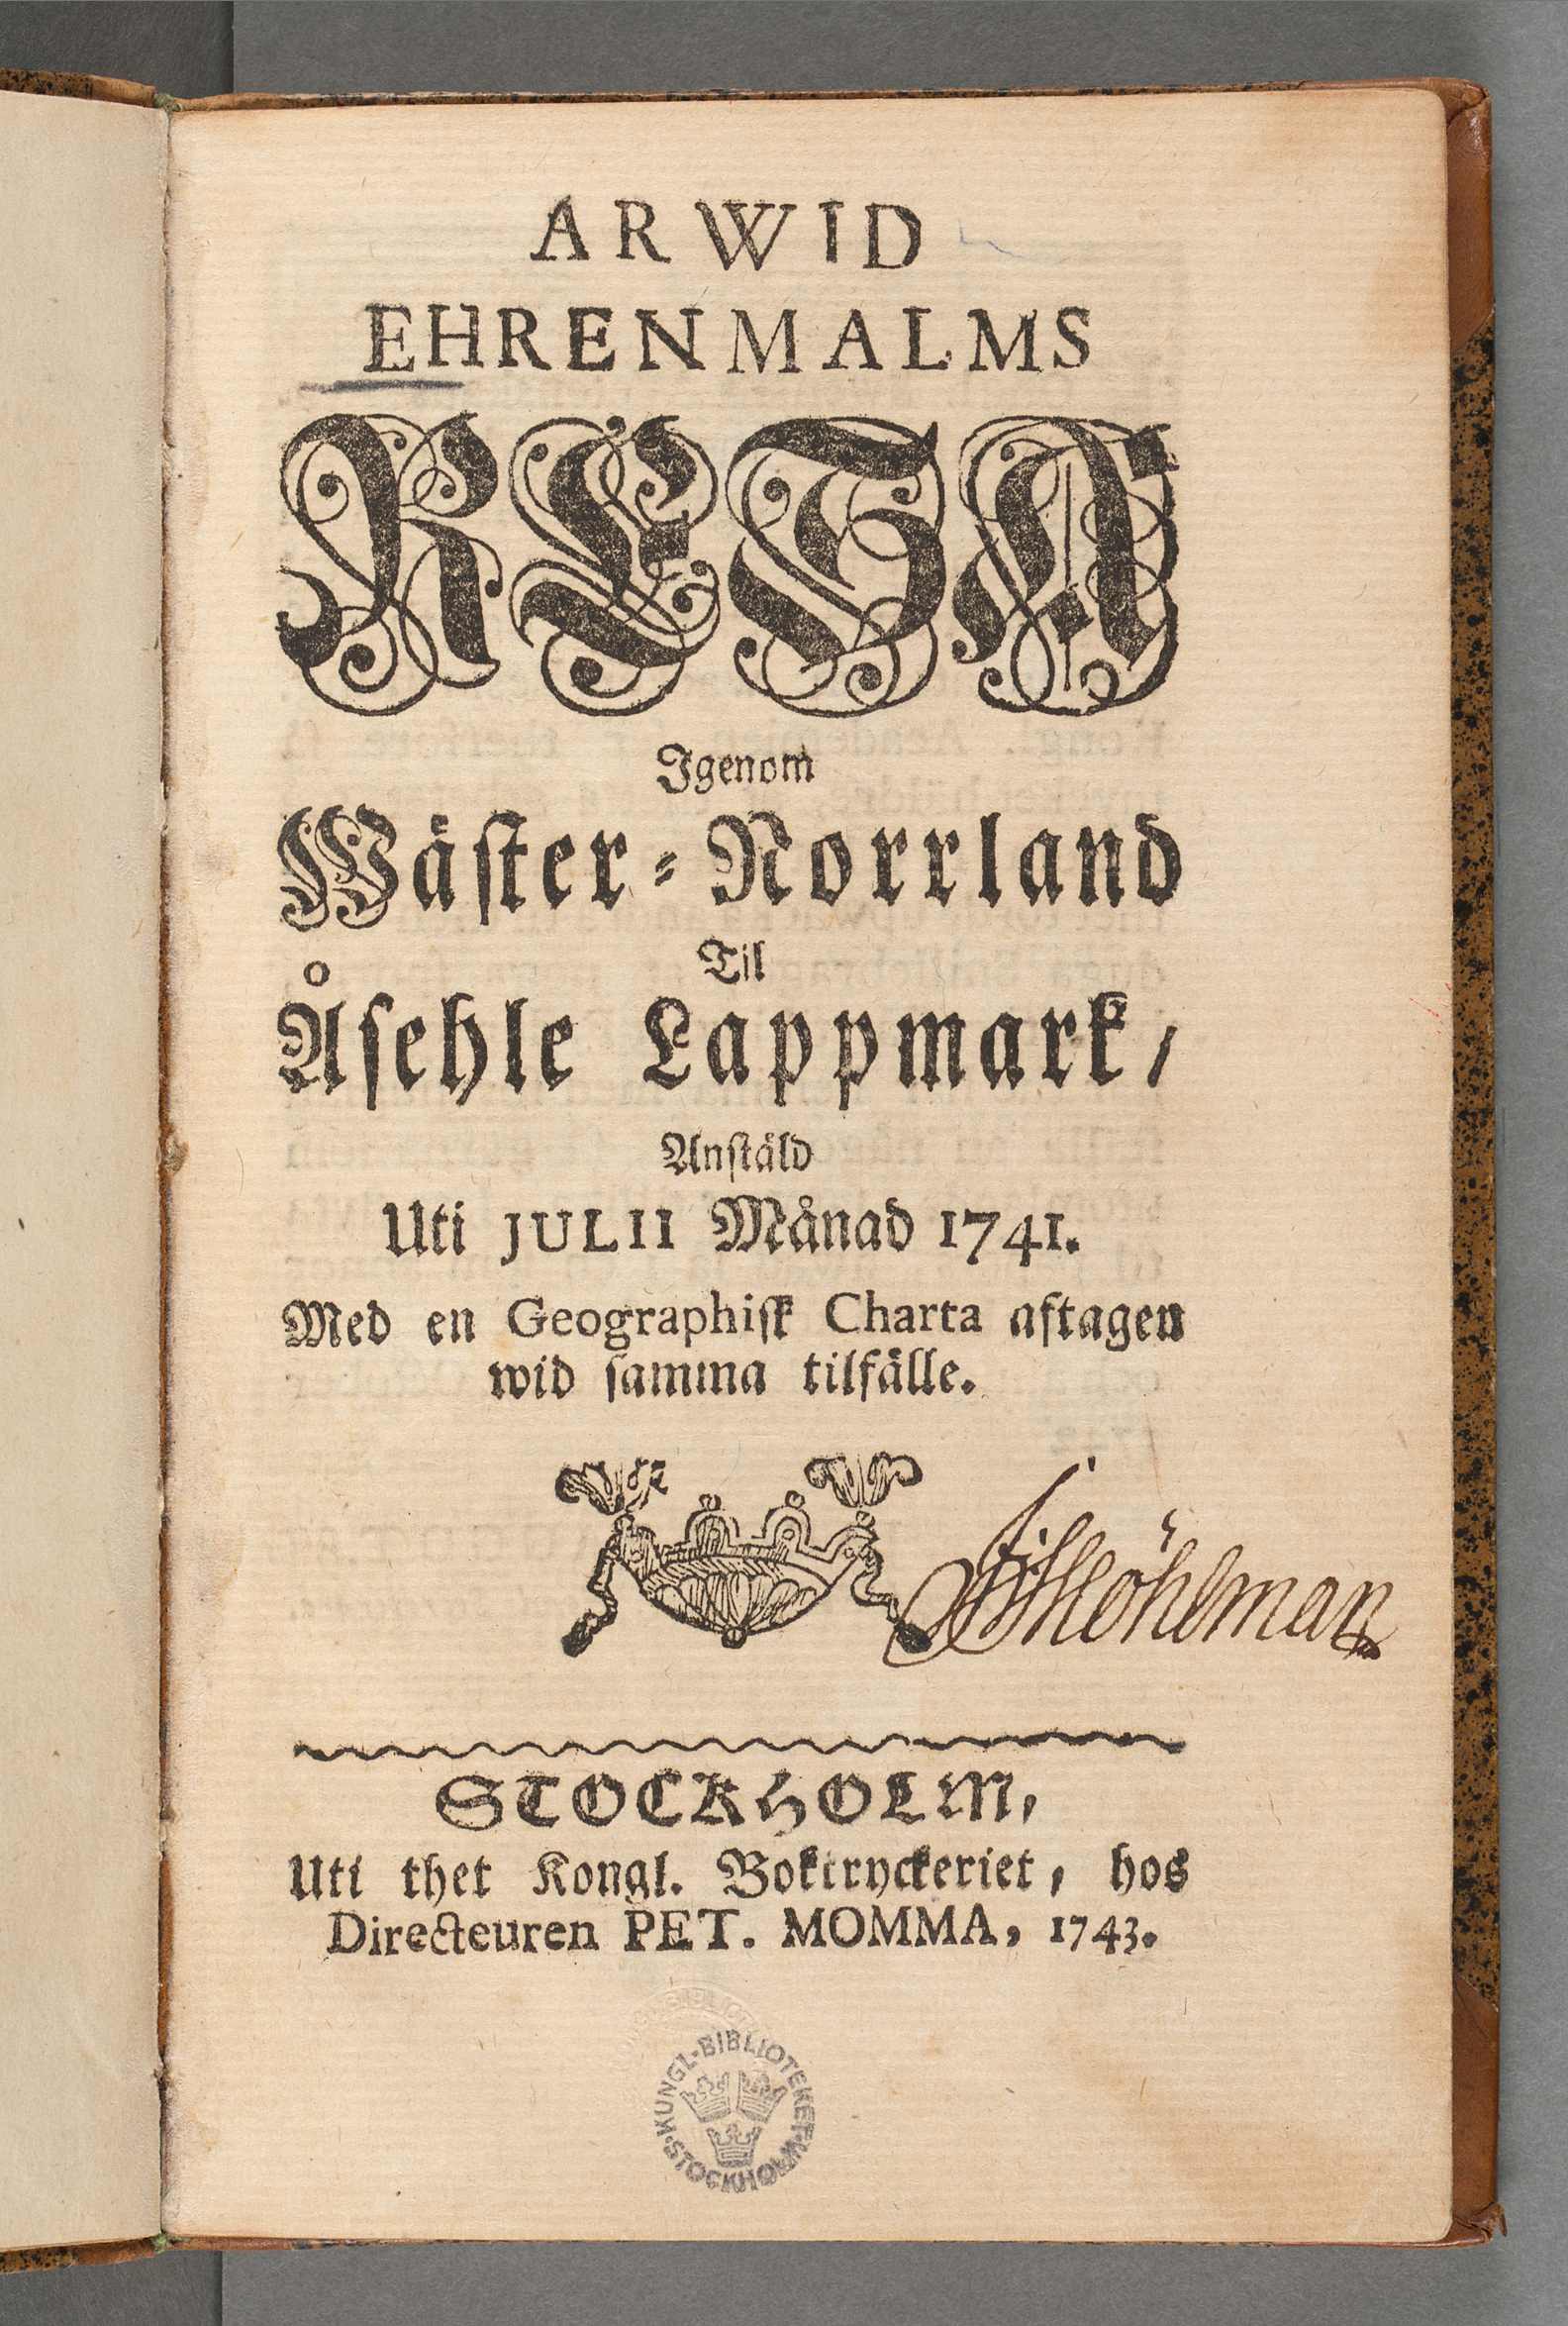 ARWID
EHRENMALMS
RESA
Igenom
Wäster-Norrland
Til
Åsehle Lappmark,
Anstäld
Uti JULII Månad 1741.
Med en Geographisk Charta aftagen
wid samma tilfälle.
Möhlman
STOCKHOLM,
Uti thet Kongl. Boktryckeriet, hos
Directeuren PET. MOMMA, 1743.
KUNGL. BIBLIOTEKET
STOCKHOLM